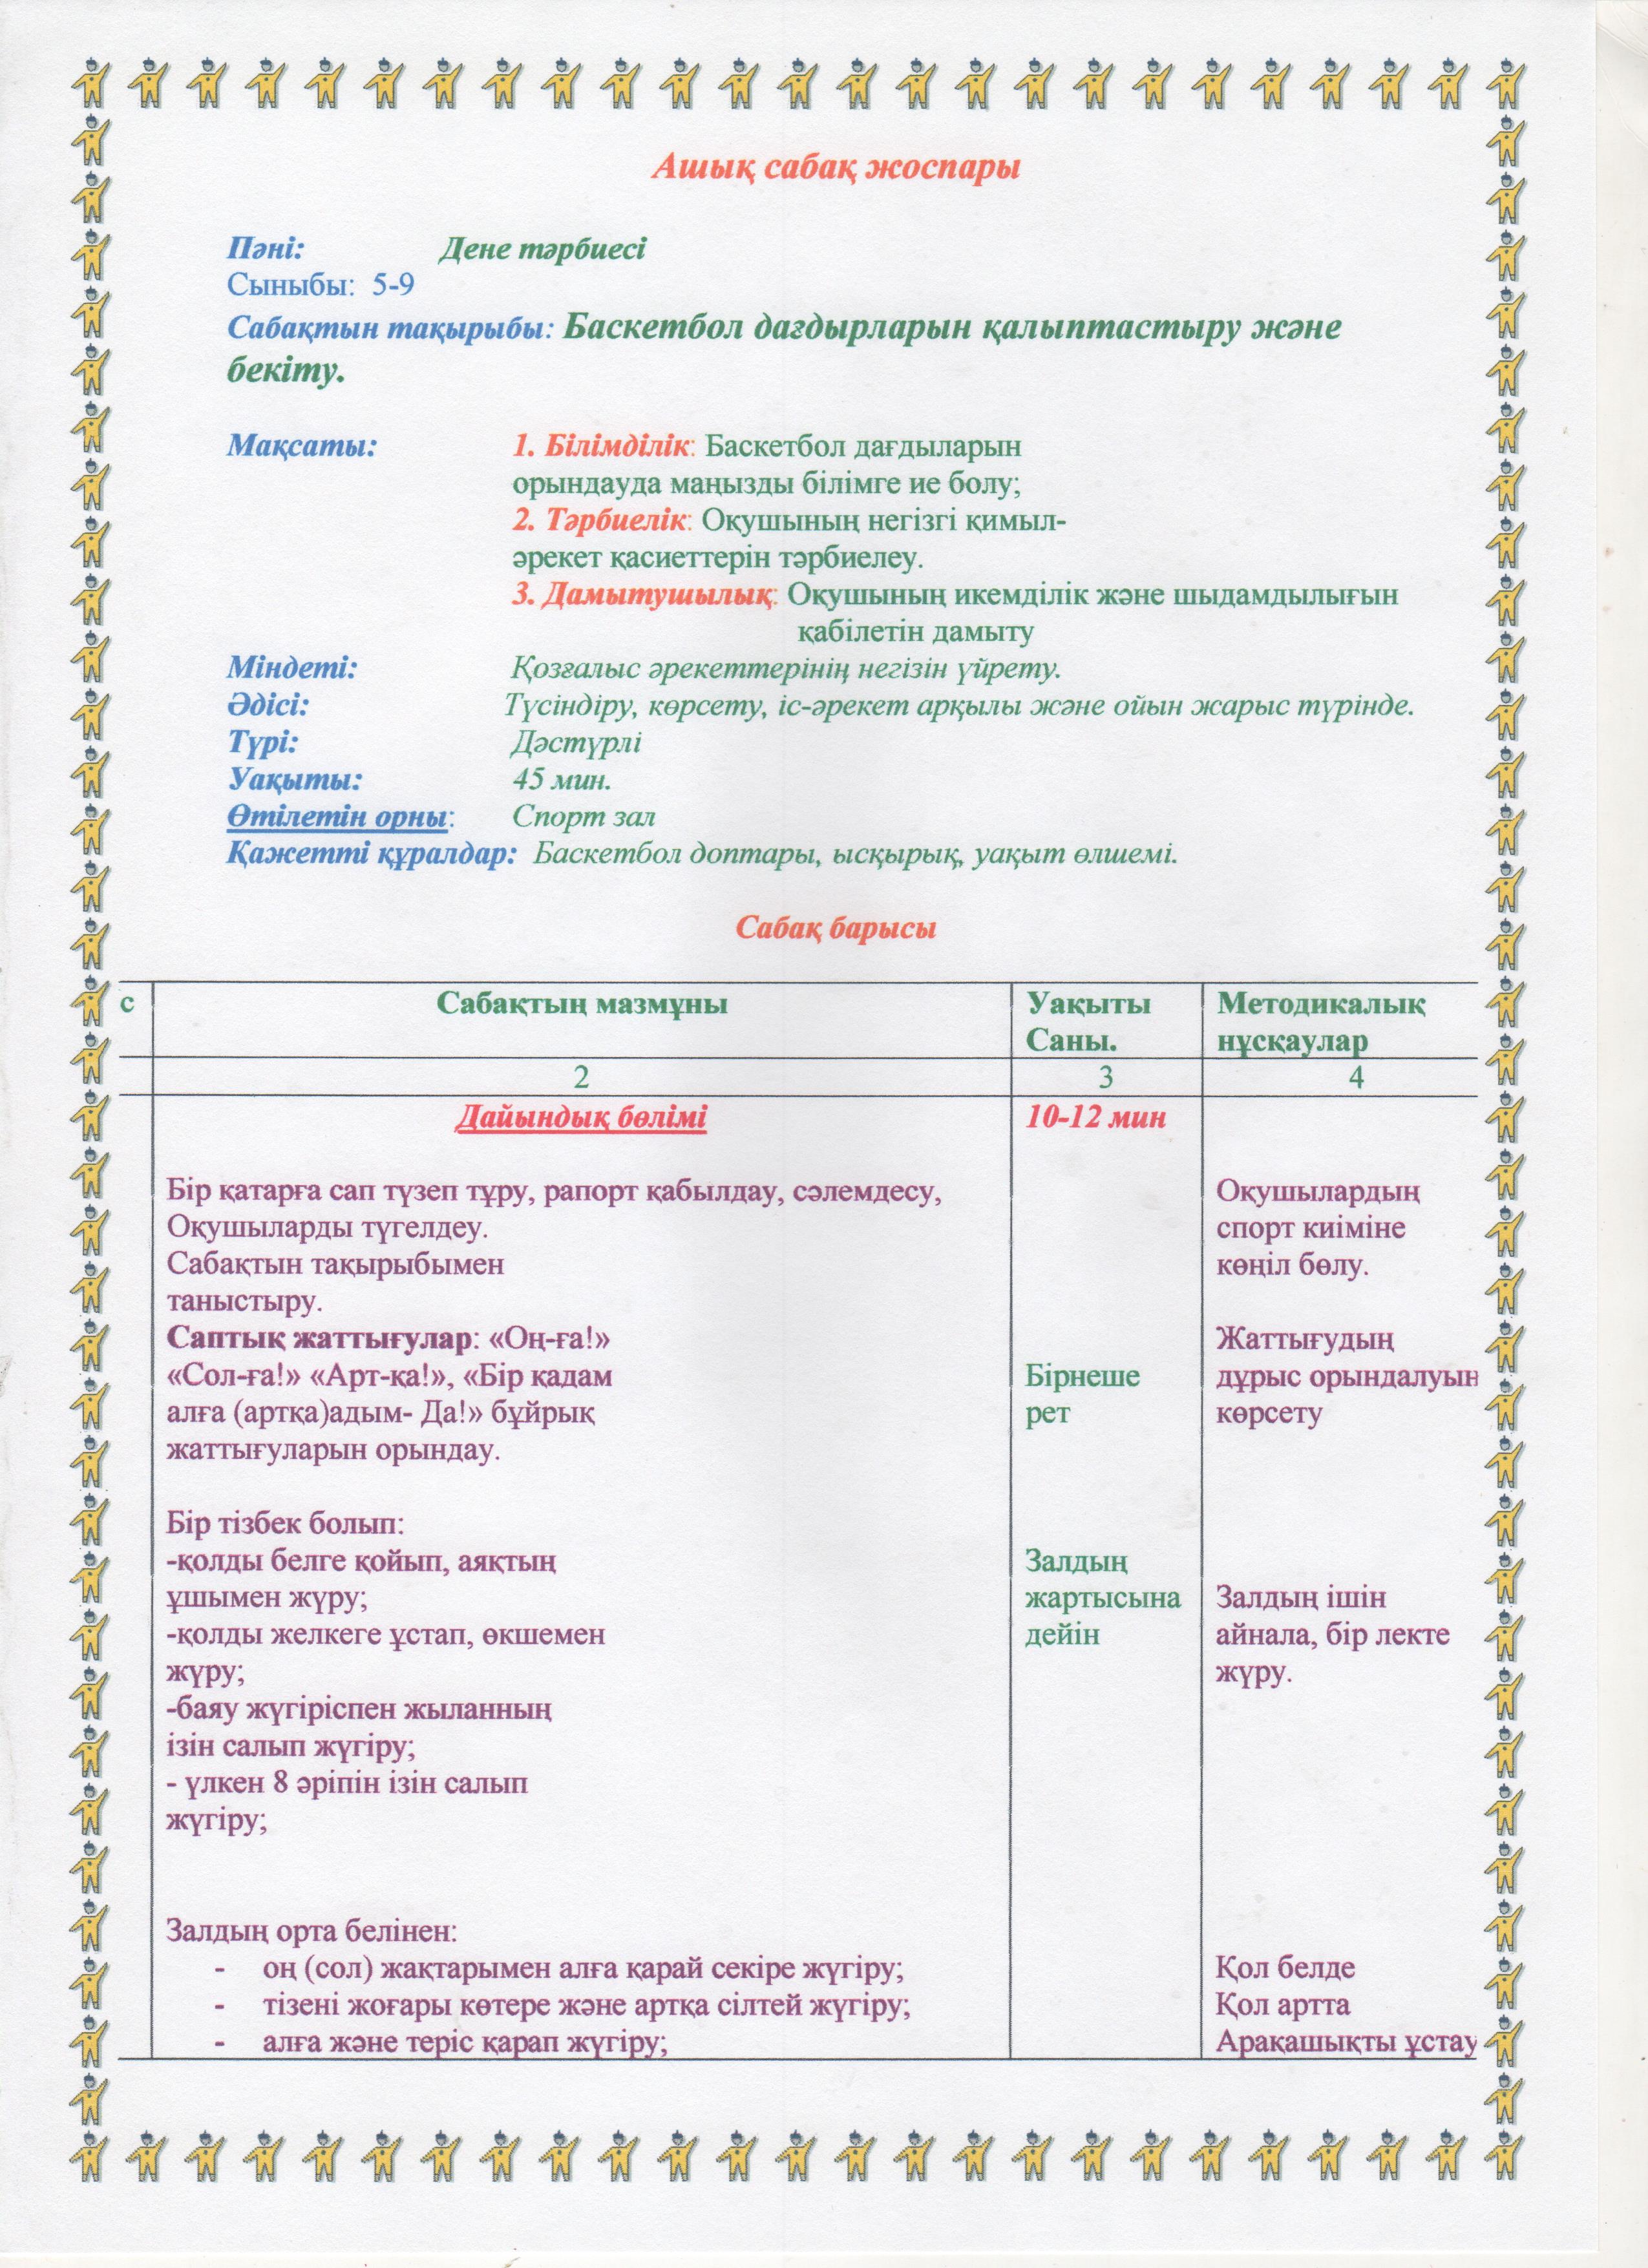 Ашық сабақ жоспары
Пәні: Дене тәрбиесі
Сыныбы: 5-9
Сабақтын тақырыбы: Баскетбол дағдырларын қалыптастыру және
бекіту.
Мақсаты: 1. Білімділік: Баскетбол дағдыларын
орындауда маңызды білімге ие болу;
2. Тәрбиелік: Оқушының негізгі қимыл-
әрекет қасиеттерін тәрбиелеу.
3. Дамытушылық: Оқушының икемділік және шыдамдылығын
қабілетін дамыту
Міндеті: Қозғалыс әрекеттерінің негізін үйрету.
Әдісі: Түсіндіру, көрсету, іс-әрекет арқылы және ойын жарыс түрінде.
Түрі: Дәстүрлі
Уақыты: 45 мин.
Өтілетін орны: Спорт зал
Қажетті құралдар: Баскетбол доптары, ысқырық, уақыт өлшемі.
Сабақ барысы
с Сабақтың мазмұны Уақыты Методикалық
Саны. нұсқаулар
2 3 4
Дайындық бөлімі 10-12 мин
Бір қатарға сап түзеп тұру, рапорт қабылдау, сәлемдесу, Оқушылардың
Оқушыларды түгелдеу. спорт киіміне
Сабақтын тақырыбымен көңіл бөлу.
таныстыру.
Саптық жаттығулар: «Оң-ға!» Жаттығудың
«Сол-ға!» «Арт-қа!», «Бір қадам Бірнеше дұрыс орындалуын
алға (артқа)адым- Да!» бұйрық рет көрсету
жаттығуларын орындау.
Бір тізбек болып:
-қолды белге қойып, аяқтың Залдың
ұшымен жүру; жартысына Залдың ішін
-қолды желкеге ұстап, өкшемен дейін айнала, бір лекте
жүру; жүру.
-баяу жүгіріспен жыланның
ізін салып жүгіру;
- үлкен 8 әріпін ізін салып
жүгіру;
Залдың орта белінен:
- оң (сол) жақтарымен алға қарай секіре жүгіру; Қол белде
- тізені жоғары көтере және артқа сілтей жүгіру; Қол артта
- алға және теріс қарап жүгіру; Арақашықты ұстау